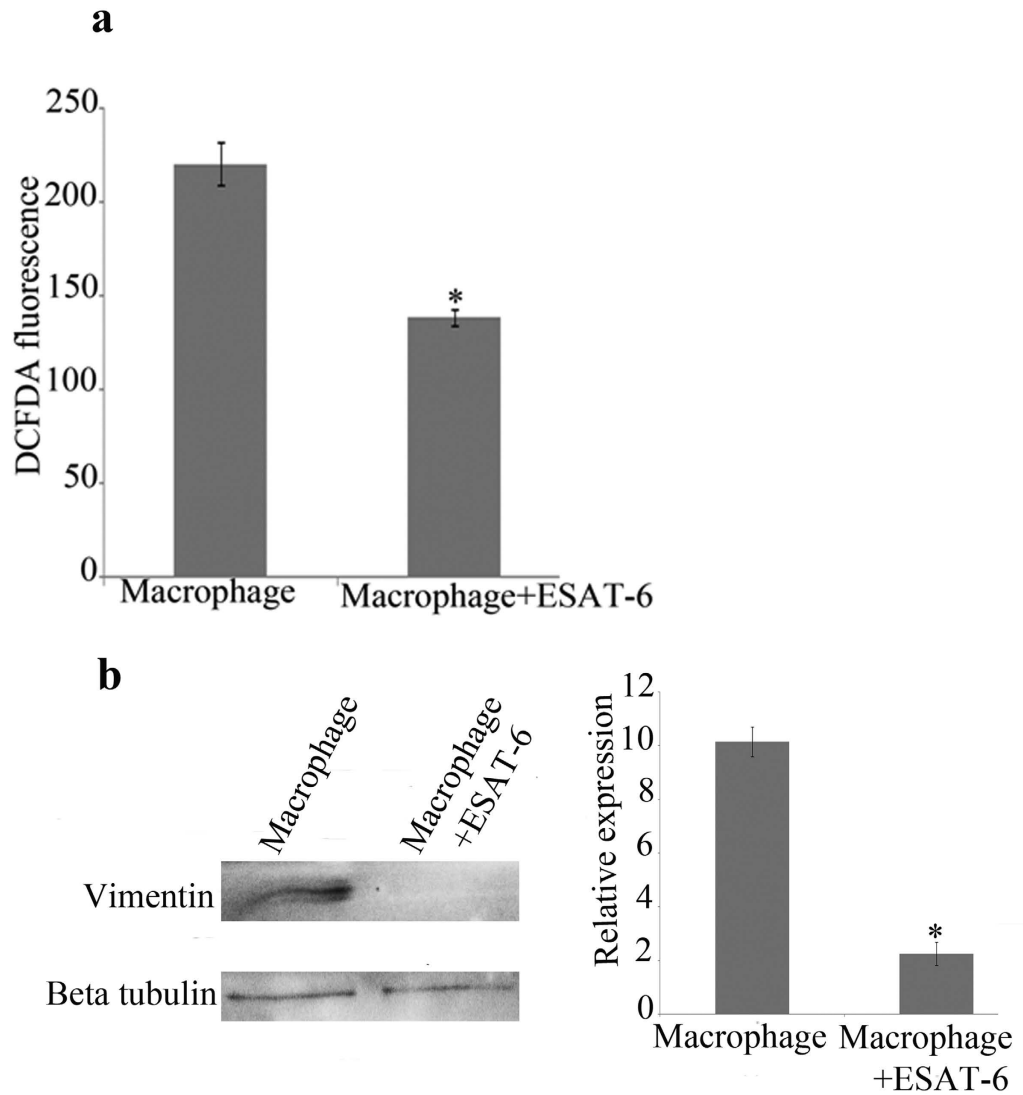 a
250
200
150
100
50
0
DCFDA fluorescence
*
Macrophage
Macrophage+ESAT-6
b
Macrophage
Macrophage
+ESAT-6
Vimentin
Beta tubulin
12
10
8
6
4
2
0
Relative expression
*
Macrophage
Macrophage
+ESAT-6